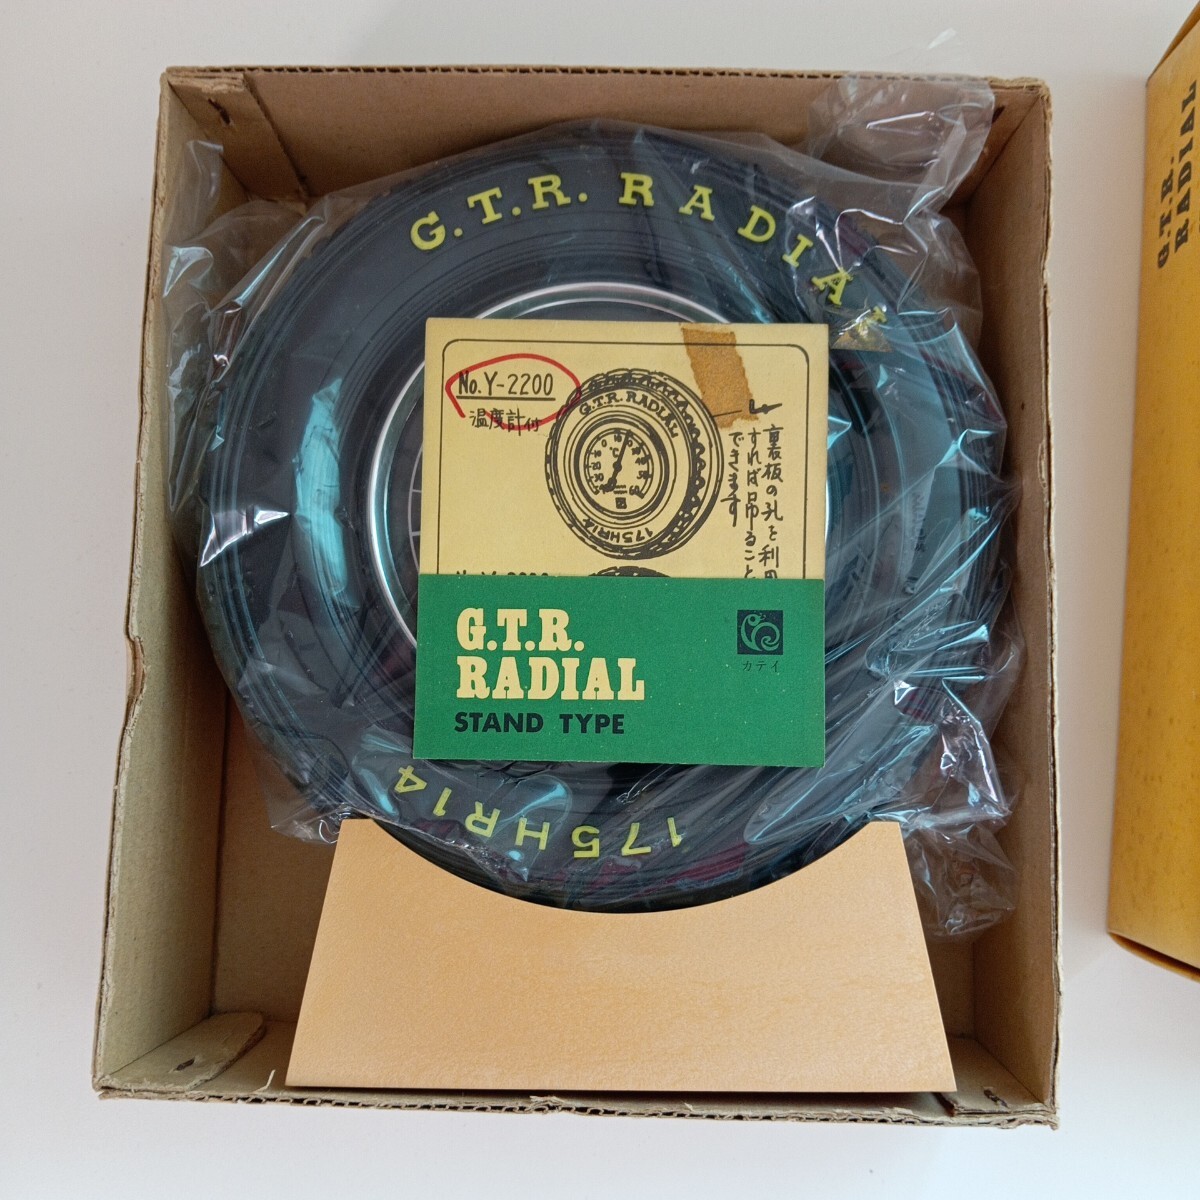 G.T.R. RADIAL
No.Y-2200
温度計付
G.T.R. RADIAL
175HR14
裏板の孔を利用
すれば吊ること
できます
G.T.R.
RADIAL
STAND TYPE
カテイ
175HR14
G.T.R.
RADIAL